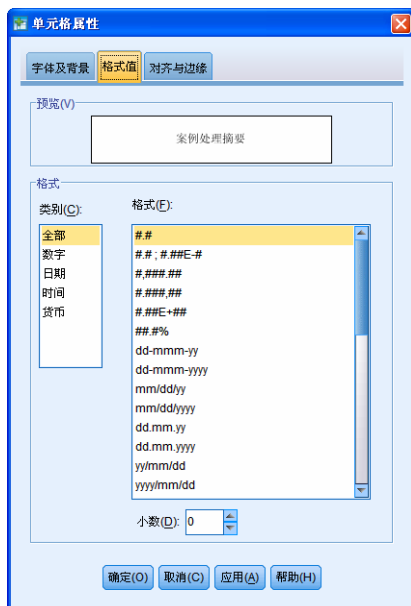 单元格属性
字体及背景 格式值 对齐与边缘
预览(V)
案例处理摘要
格式
类别(C):
全部
数字
日期
时间
货币
格式(F):
#.#
#.# ; #.##E-#
#,###.##
#.###,##
#.##E+##
##.#%
dd-mmm-yy
dd-mmm-yyyy
mm/dd/yy
mm/dd/yyyy
dd.mm.yy
dd.mm.yyyy
yy/mm/dd
yyyy/mm/dd
小数(D): 0
确定(O) 取消(C) 应用(A) 帮助(H)